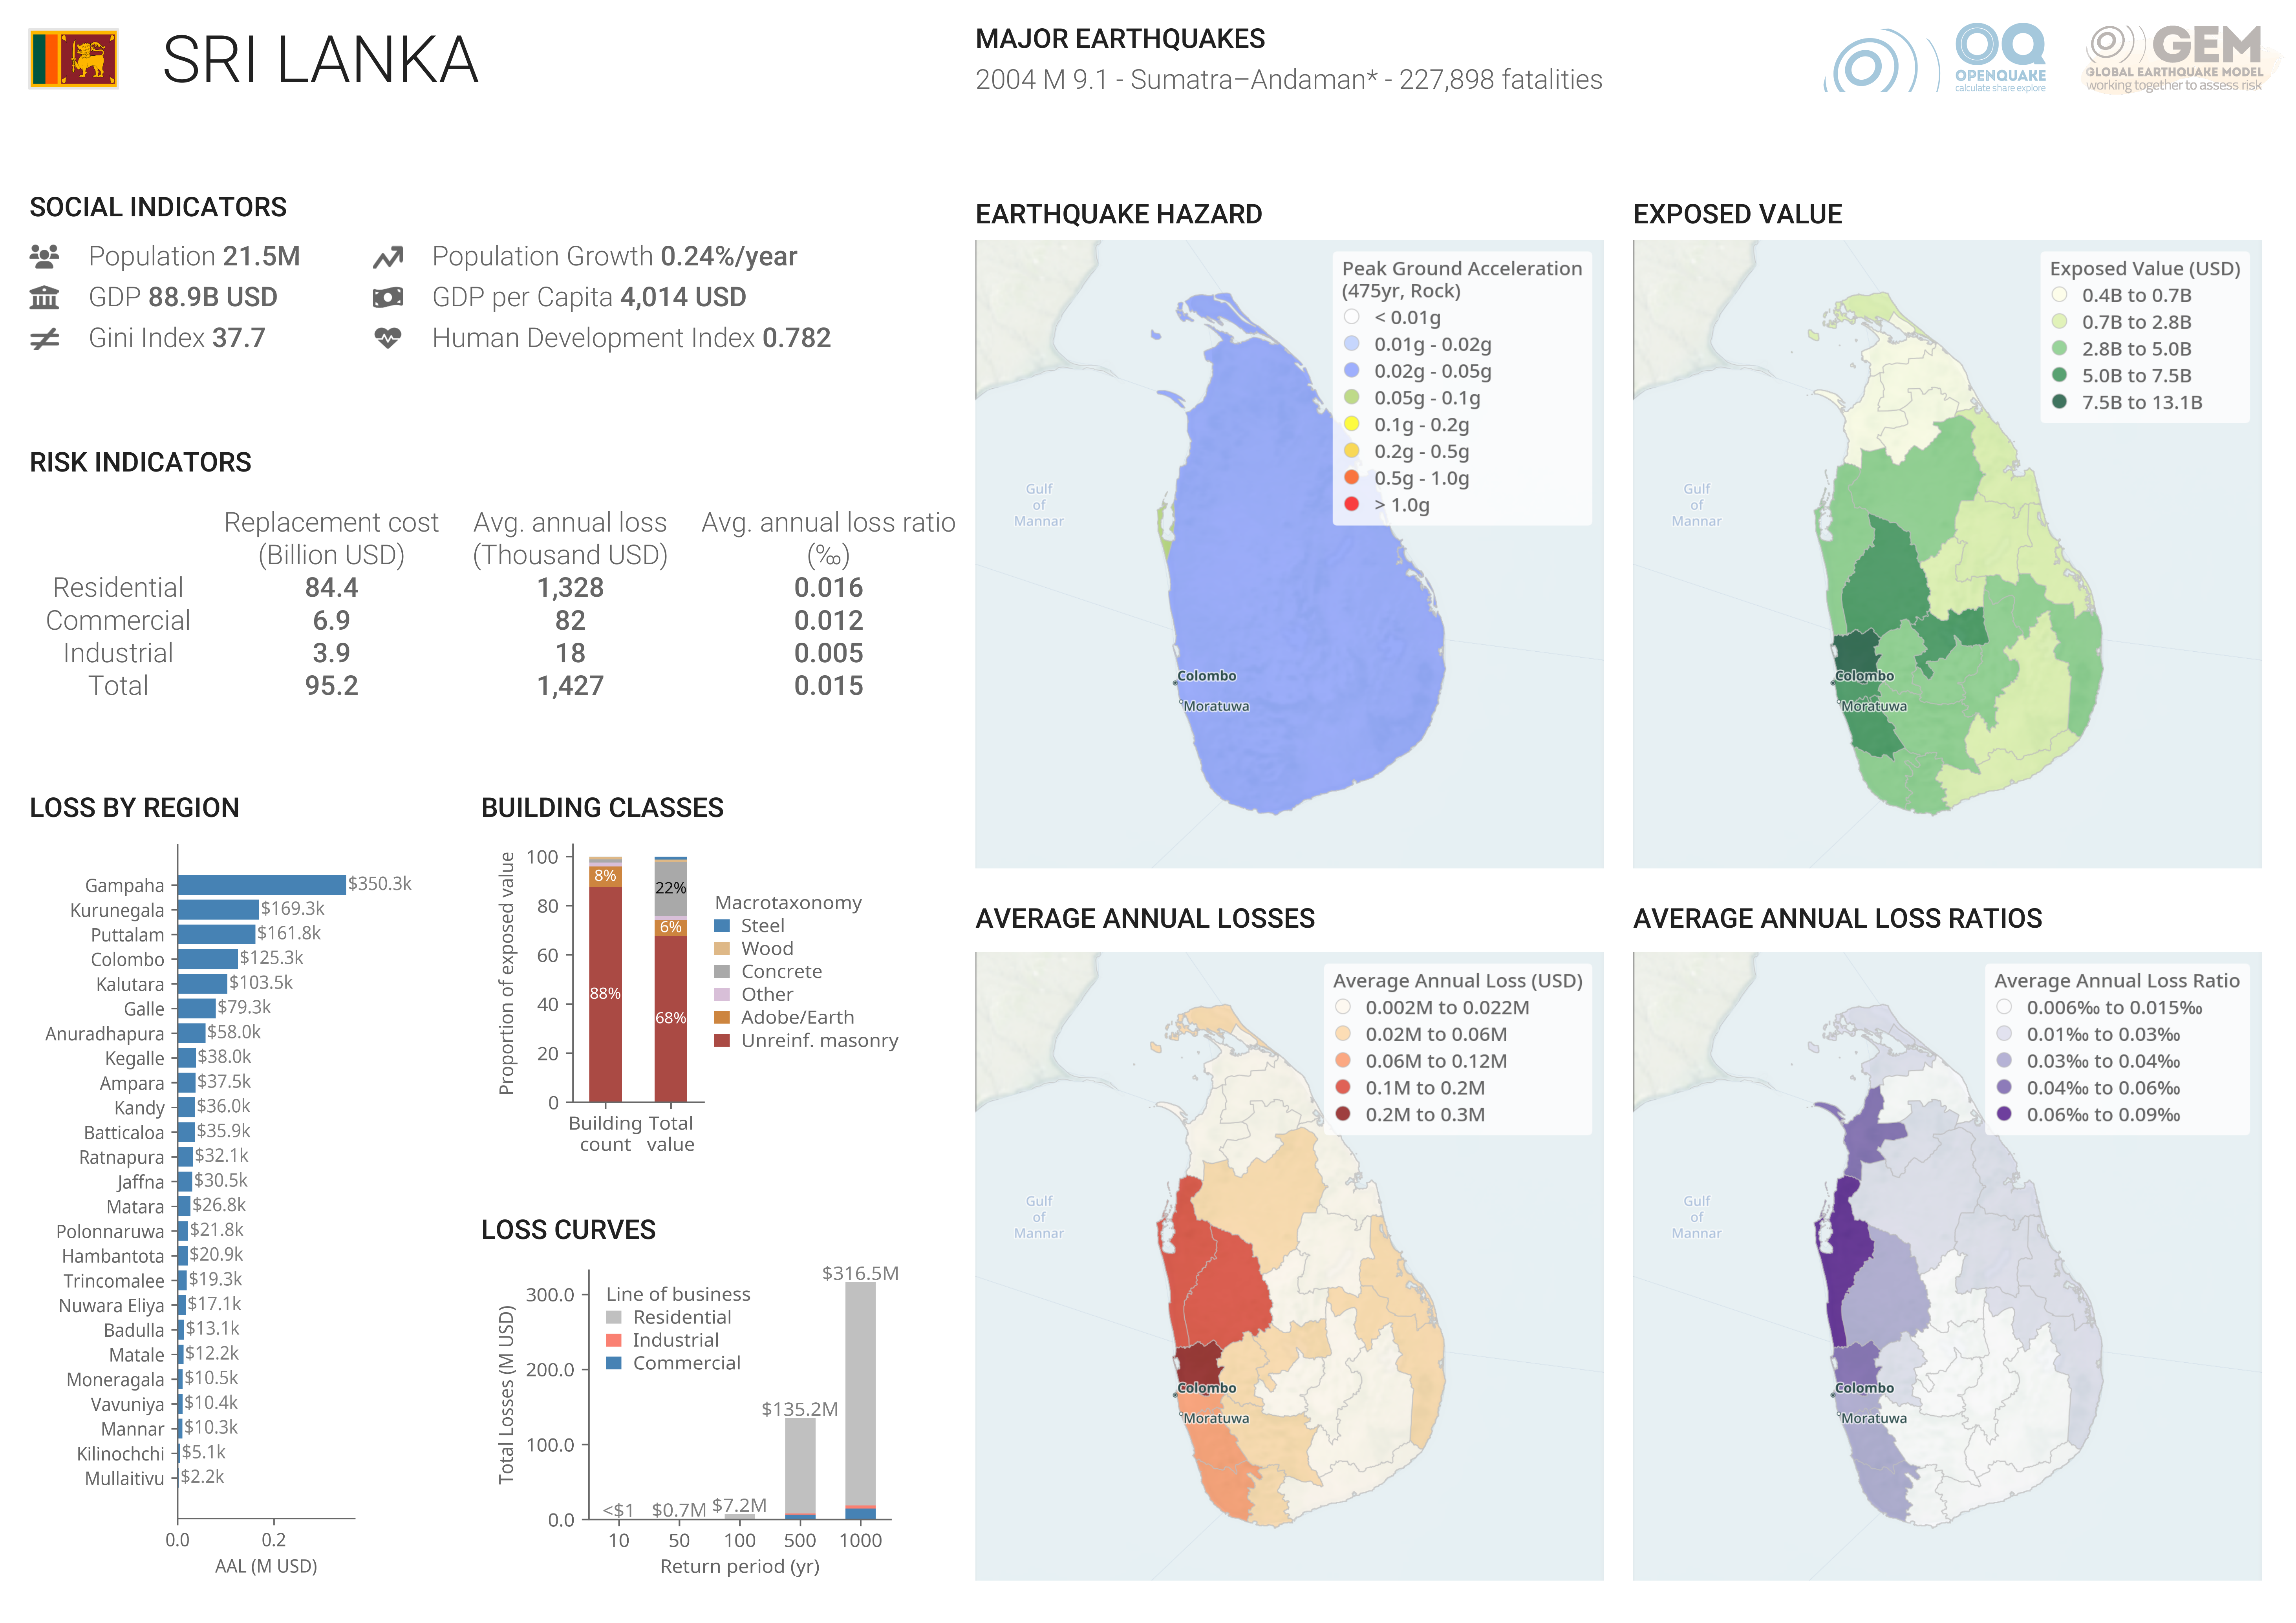 SRI LANKA
MAJOR EARTHQUAKES
2004 M 9.1 - Sumatra–Andaman* - 227,898 fatalities
OQ
OPENQUAKE
calculate share explore
GEM
GLOBAL EARTHQUAKE MODEL
working together to assess risk
SOCIAL INDICATORS
Population 21.5M
Population Growth 0.24%/year
GDP 88.9B USD
GDP per Capita 4,014 USD
Gini Index 37.7
Human Development Index 0.782
RISK INDICATORS
Replacement cost (Billion USD)
Avg. annual loss (Thousand USD)
Avg. annual loss ratio (‰)
Residential 84.4 1,328 0.016
Commercial 6.9 82 0.012
Industrial 3.9 18 0.005
Total 95.2 1,427 0.015
LOSS BY REGION
Gampaha $350.3k
Kurunegala $169.3k
Puttalam $161.8k
Colombo $125.3k
Kalutara $103.5k
Galle $79.3k
Anuradhapura $58.0k
Kegalle $38.0k
Ampara $37.5k
Kandy $36.0k
Batticaloa $35.9k
Ratnapura $32.1k
Jaffna $30.5k
Matara $26.8k
Polonnaruwa $21.8k
Hambantota $20.9k
Trincomalee $19.3k
Nuwara Eliya $17.1k
Badulla $13.1k
Matale $12.2k
Moneragala $10.5k
Vavuniya $10.4k
Mannar $10.3k
Kilinochchi $5.1k
Mullaitivu $2.2k
0.0 0.2
AAL (M USD)
BUILDING CLASSES
Proportion of exposed value
100
80
60
40
20
0
8%
88%
22%
6%
68%
Building count
Total value
Macrotaxonomy
Steel
Wood
Concrete
Other
Adobe/Earth
Unreinf. masonry
LOSS CURVES
Total Losses (M USD)
300.0
200.0
100.0
0.0
Line of business
Residential
Industrial
Commercial
<$1
$0.7M
$7.2M
$135.2M
$316.5M
10 50 100 500 1000
Return period (yr)
EARTHQUAKE HAZARD
Peak Ground Acceleration
(475yr, Rock)
< 0.01g
0.01g - 0.02g
0.02g - 0.05g
0.05g - 0.1g
0.1g - 0.2g
0.2g - 0.5g
0.5g - 1.0g
> 1.0g
Gulf
of
Mannar
Colombo
Moratuwa
EXPOSED VALUE
Exposed Value (USD)
0.4B to 0.7B
0.7B to 2.8B
2.8B to 5.0B
5.0B to 7.5B
7.5B to 13.1B
Gulf
of
Mannar
Colombo
Moratuwa
AVERAGE ANNUAL LOSSES
Average Annual Loss (USD)
0.002M to 0.022M
0.02M to 0.06M
0.06M to 0.12M
0.1M to 0.2M
0.2M to 0.3M
Gulf
of
Mannar
Colombo
Moratuwa
AVERAGE ANNUAL LOSS RATIOS
Average Annual Loss Ratio
0.006‰ to 0.015‰
0.01‰ to 0.03‰
0.03‰ to 0.04‰
0.04‰ to 0.06‰
0.06‰ to 0.09‰
Gulf
of
Mannar
Colombo
Moratuwa